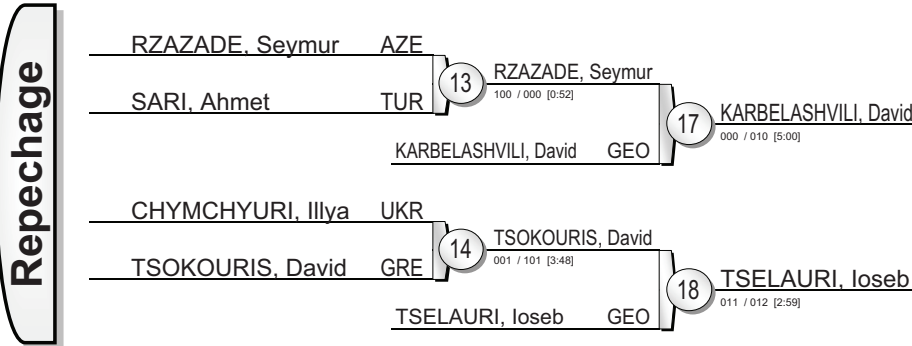 Repechage
RZAZADE, Seymur AZE
SARI, Ahmet TUR
13
RZAZADE, Seymur
100 / 000 [0:52]
KARBELASHVILI, David GEO
17
KARBELASHVILI, David
000 / 010 [5:00]
CHYMCHYURI, Illya UKR
TSOKOURIS, David GRE
14
TSOKOURIS, David
001 / 101 [3:48]
TSELAURI, Ioseb GEO
18
TSELAURI, Ioseb
011 / 012 [2:59]